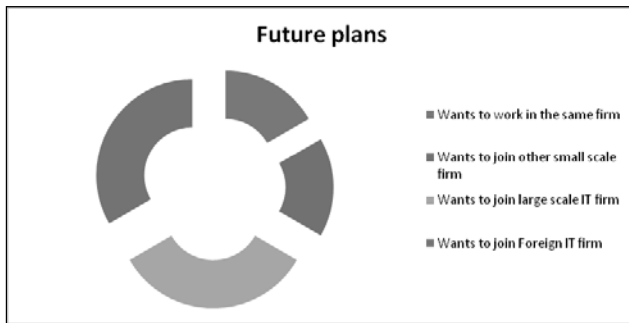 Future plans
Wants to work in the same firm
Wants to join other small scale
firm
Wants to join large scale IT firm
Wants to join Foreign IT firm